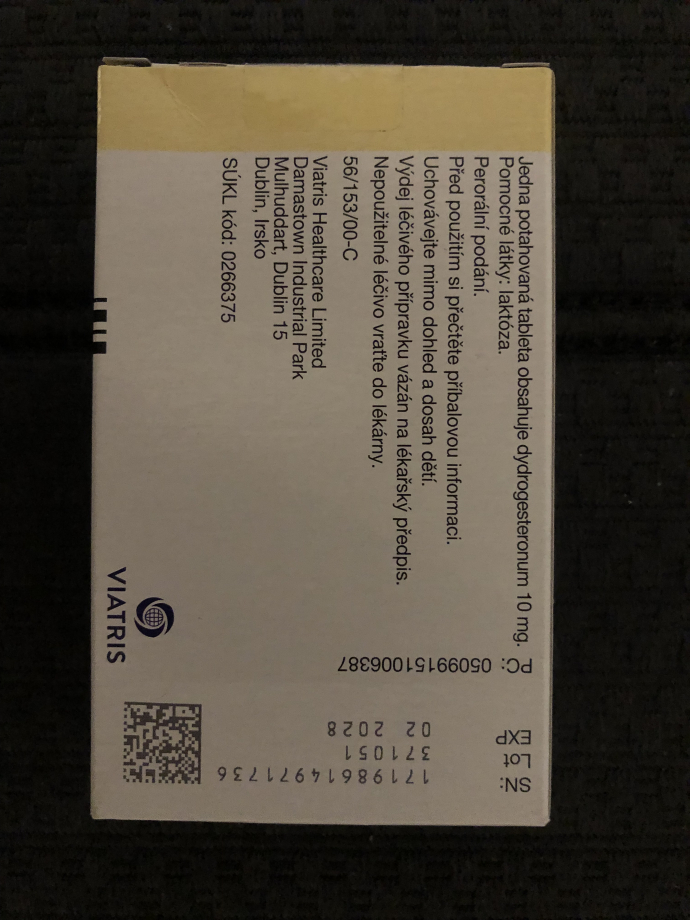 Jedna potahovaná tableta obsahuje dydrogesteronum 10 mg.
Pomocné látky: laktóza.
Perorální podání.
Před použitím si přečtěte příbalovou informaci.
Uchovávejte mimo dohled a dosah dětí.
Výdej léčivého přípravku vázán na lékařský předpis.
Nepoužitelné léčivo vraťte do lékárny.
56/153/00-C
Viatris Healthcare Limited
Damastown Industrial Park
Mulhuddart, Dublin 15
Dublin, Irsko
SÚKL kód: 0266375
VIATRIS
PC: 05099151006387
EXP 02 2028
Lot 371051
SN: 17198614971736